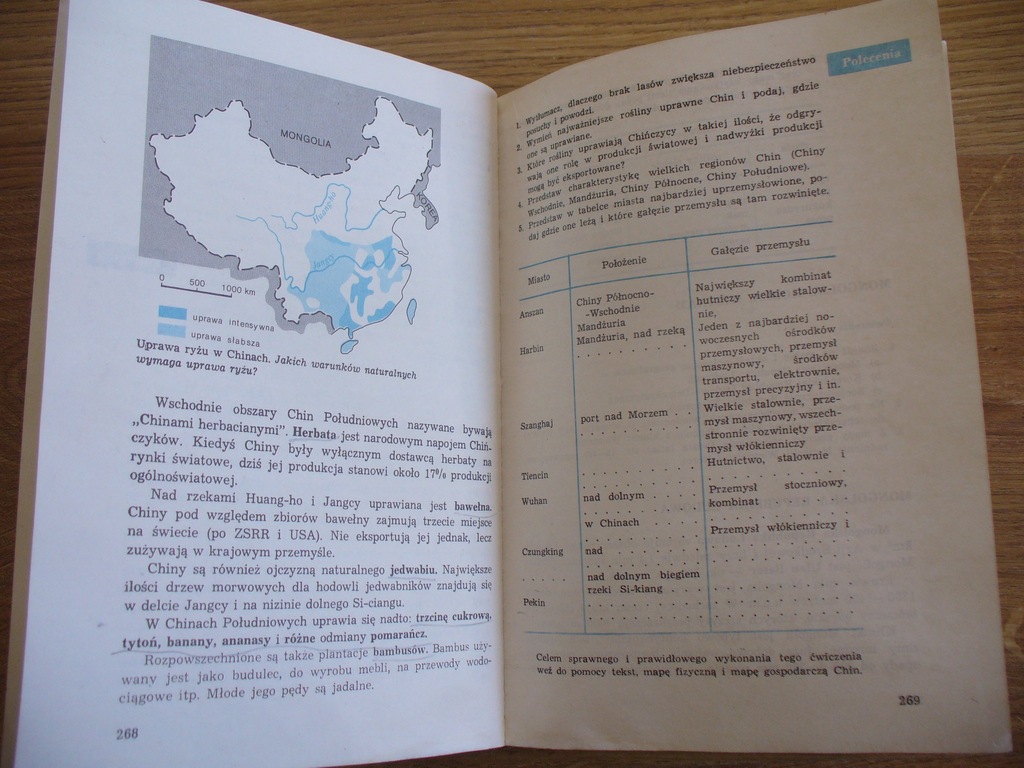 MONGOLIA
KOREA
Huang-ho
Jangcy
0 500 1000 km
uprawa intensywna
uprawa słabsza
Uprawa ryżu w Chinach. Jakich warunków naturalnych
wymaga uprawa ryżu?
Wschodnie obszary Chin Południowych nazywane bywają
„Chinami herbacianymi”. Herbata jest narodowym napojem Chiń-
czyków. Kiedyś Chiny były wyłącznym dostawcą herbaty na
rynki światowe, dziś jej produkcja stanowi około 17% produkcji
ogólnoświatowej.
Nad rzekami Huang-ho i Jangcy uprawiana jest bawełna.
Chiny pod względem zbiorów bawełny zajmują trzecie miejsce
na świecie (po ZSRR i USA). Nie eksportują jej jednak, lecz
zużywają w krajowym przemyśle.
Chiny są również ojczyzną naturalnego jedwabiu. Największe
ilości drzew morwowych dla hodowli jedwabników znajdują się
w delcie Jangcy i na nizinie dolnego Si-ciangu.
W Chinach Południowych uprawia się nadto: trzcinę cukrową,
tytoń, banany, ananasy i różne odmiany pomarańcz.
Rozpowszechnione są także plantacje bambusów. Bambus uży-
wany jest jako budulec, do wyrobu mebli, na przewody wodo-
ciągowe itp. Młode jego pędy są jadalne.
268
Polecenia
1. Wytłumacz, dlaczego brak lasów zwiększa niebezpieczeństwo
posuchy i powodzi.
2. Wymień najważniejsze rośliny uprawne Chin i podaj, gdzie
one są uprawiane.
3. Które rośliny uprawiają Chińczycy w takiej ilości, że odgry-
wają one rolę w produkcji światowej i nadwyżki produkcji
mogą być eksportowane?
4. Przedstaw charakterystykę wielkich regionów Chin (Chiny
Wschodnie, Mandżuria, Chiny Północne, Chiny Południowe).
5. Przedstaw w tabelce miasta najbardziej uprzemysłowione, po-
daj gdzie one leżą i które gałęzie przemysłu są tam rozwinięte.
Miasto Położenie Gałęzie przemysłu
Anszan Chiny Północno- Największy kombinat
-Wschodnie hutniczy wielkie stalow-
Mandżuria nie,
Harbin Mandżuria, nad rzeką Jeden z najbardziej no-
. . . . . . . . . . woczesnych ośrodków
przemysłowych, przemysł
maszynowy, środków
transportu, elektrownie,
przemysł precyzyjny i in.
Szanghaj port nad Morzem . . Wielkie stalownie, prze-
. . . . . . . . . . mysł maszynowy, wszech-
stronnie rozwinięty prze-
mysł włókienniczy
Tiencin . . . . . . . . . . Hutnictwo, stalownie i
. . . . . . . . . .
Wuhan nad dolnym . . . . Przemysł stoczniowy,
. . . . . . . . . . kombinat . . . . . . .
w Chinach . . . . Przemysł włókienniczy i
Czungking nad . . . . . . . .
. . . . . nad dolnym biegiem
rzeki Si-kiang . . .
Pekin . . . . . . . . . .
Celem sprawnego i prawidłowego wykonania tego ćwiczenia
weź do pomocy tekst, mapę fizyczną i mapę gospodarczą Chin.
269